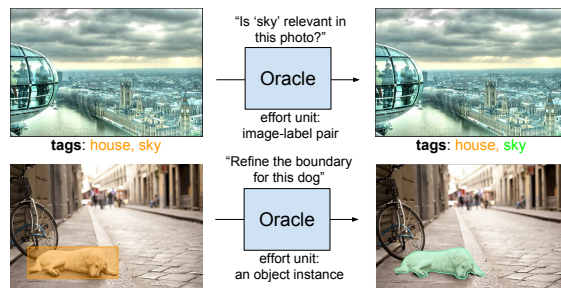 “Is ‘sky’ relevant in
this photo?”
Oracle
effort unit:
image-label pair
tags: house, sky
tags: house, sky
“Refine the boundary
for this dog”
Oracle
effort unit:
an object instance